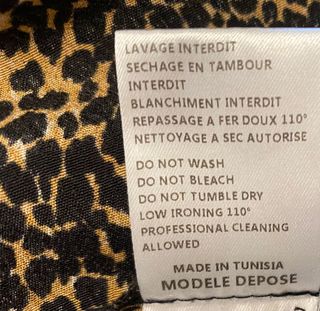 LAVAGE INTERDIT
SECHAGE EN TAMBOUR
INTERDIT
BLANCHIMENT INTERDIT
REPASSAGE A FER DOUX 110°
NETTOYAGE A SEC AUTORISE
DO NOT WASH
DO NOT BLEACH
DO NOT TUMBLE DRY
LOW IRONING 110°
PROFESSIONAL CLEANING
ALLOWED
MADE IN TUNISIA
MODELE DEPOSE